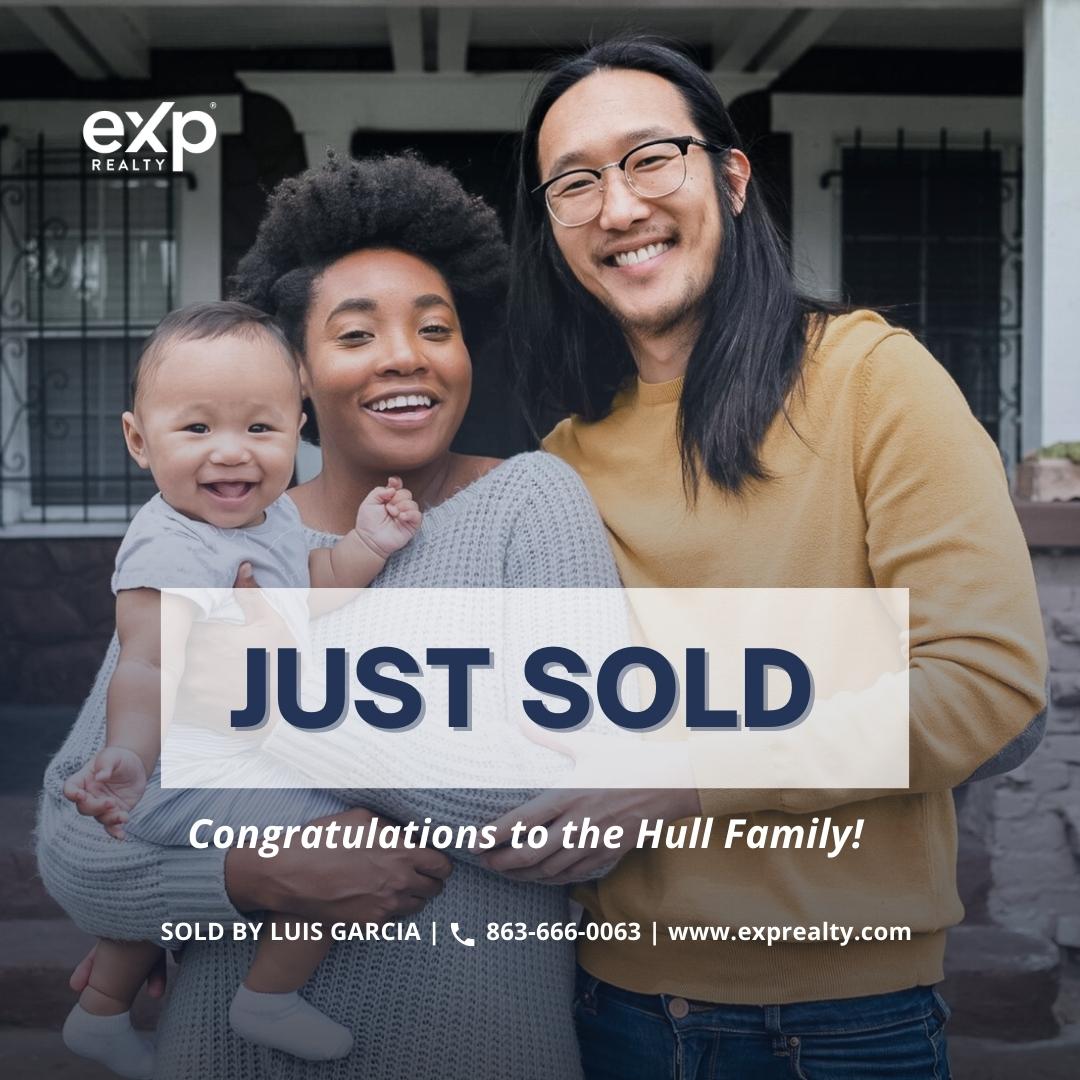 eXp®
REALTY
JUST SOLD
Congratulations to the Hull Family!
SOLD BY LUIS GARCIA | 863-666-0063 | www.exprealty.com